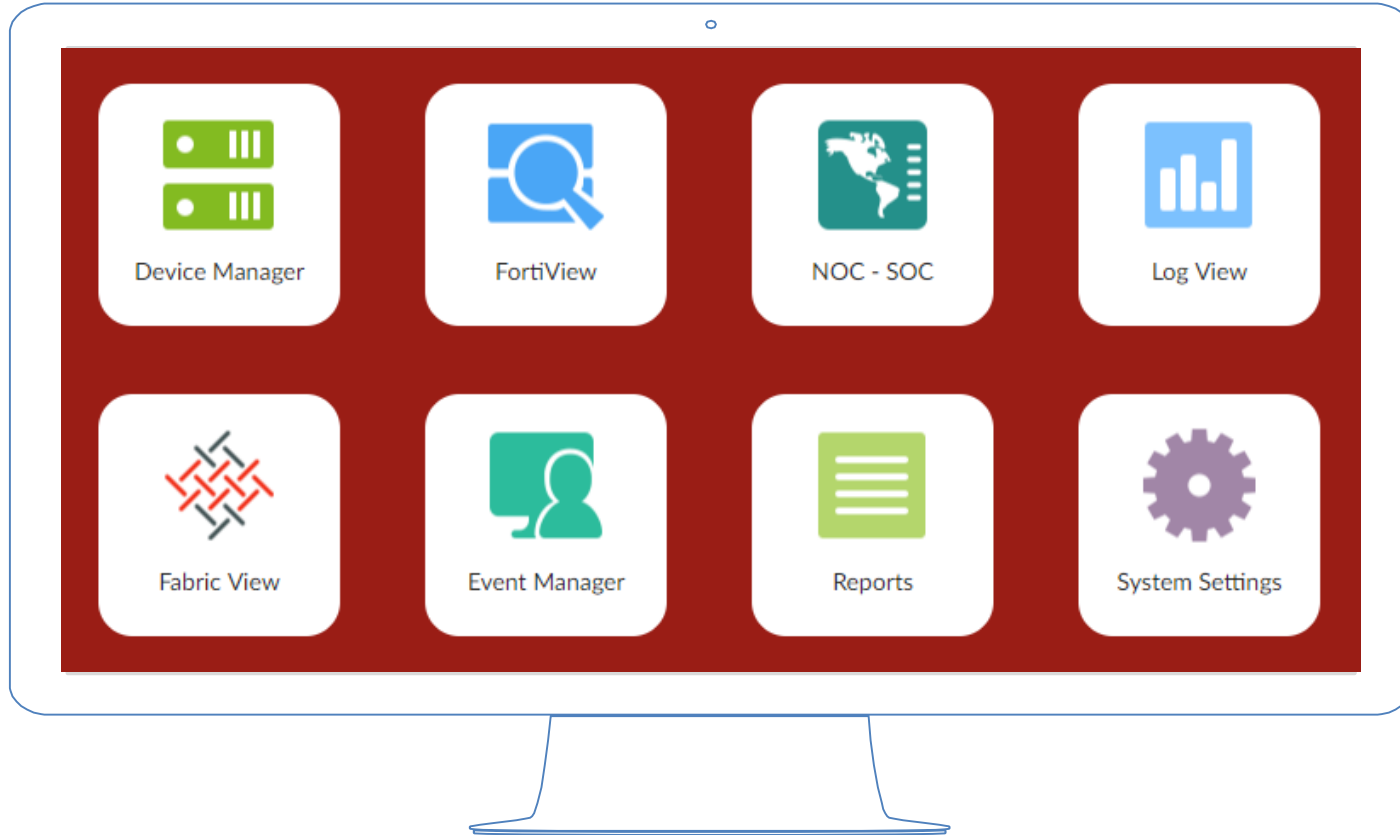 Device Manager
FortiView
NOC - SOC
Log View
Fabric View
Event Manager
Reports
System Settings